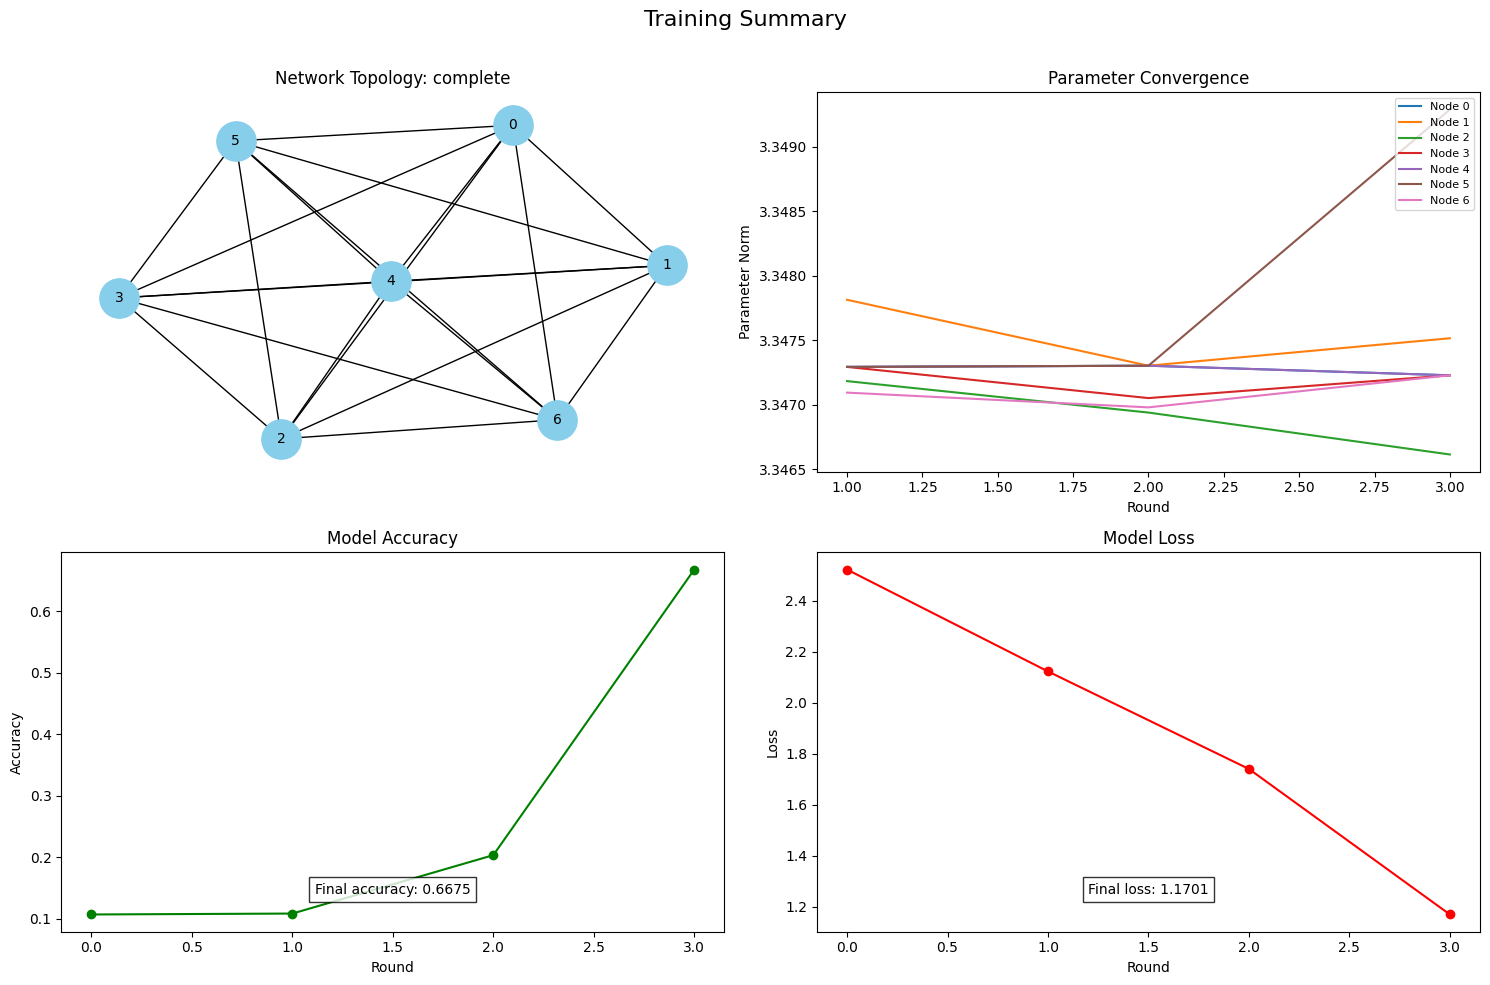 Training Summary
Network Topology: complete
5
0
1
4
3
6
2
Parameter Convergence
Parameter Norm
3.3490
3.3485
3.3480
3.3475
3.3470
3.3465
Node 0
Node 1
Node 2
Node 3
Node 4
Node 5
Node 6
1.00 1.25 1.50 1.75 2.00 2.25 2.50 2.75 3.00
Round
Model Accuracy
Accuracy
0.6
0.5
0.4
0.3
0.2
0.1
Final accuracy: 0.6675
0.0 0.5 1.0 1.5 2.0 2.5 3.0
Round
Model Loss
Loss
2.4
2.2
2.0
1.8
1.6
1.4
1.2
Final loss: 1.1701
0.0 0.5 1.0 1.5 2.0 2.5 3.0
Round